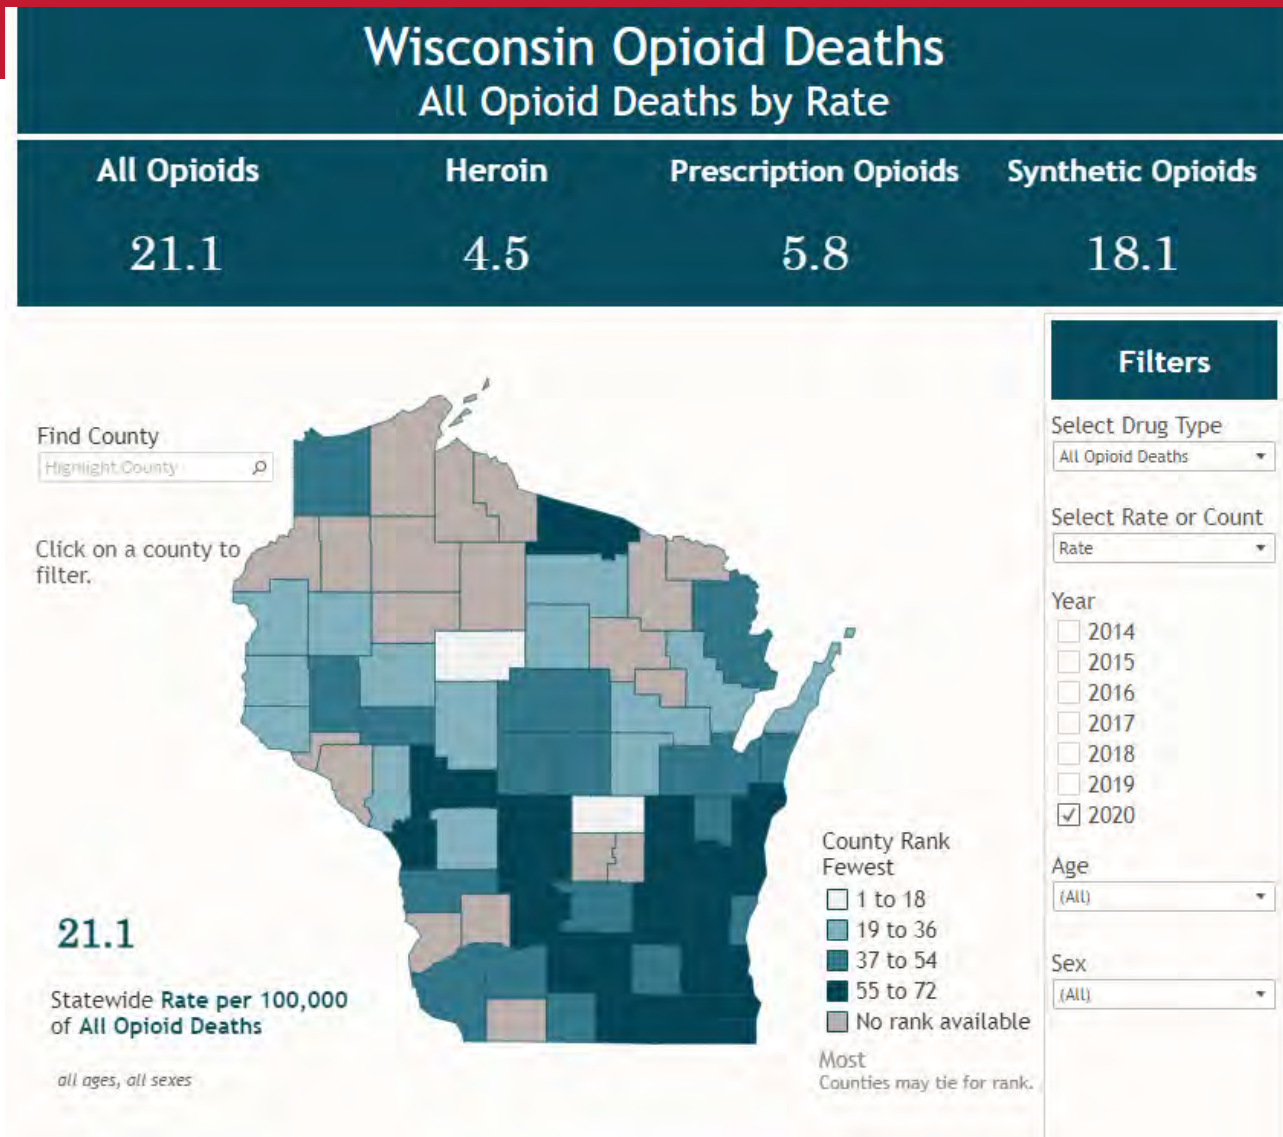 Wisconsin Opioid Deaths
All Opioid Deaths by Rate
All Opioids
Heroin
Prescription Opioids
Synthetic Opioids
21.1
4.5
5.8
18.1
Find County
Highlight County
Click on a county to
filter.
21.1
Statewide Rate per 100,000
of All Opioid Deaths
all ages, all sexes
County Rank
Fewest
1 to 18
19 to 36
37 to 54
55 to 72
No rank available
Most
Counties may tie for rank.
Filters
Select Drug Type
All Opioid Deaths
Select Rate or Count
Rate
Year
2014
2015
2016
2017
2018
2019
2020
Age
(All)
Sex
(All)